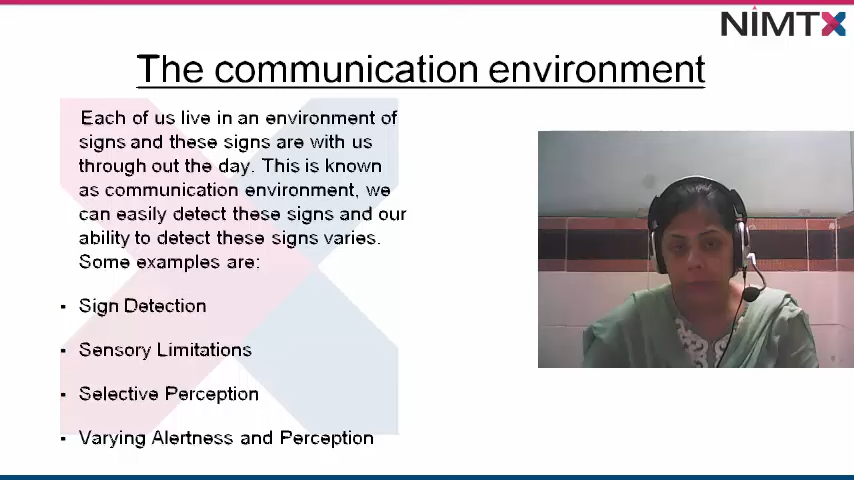 NIMTX
The communication environment
Each of us live in an environment of
signs and these signs are with us
through out the day. This is known
as communication environment, we
can easily detect these signs and our
ability to detect these signs varies.
Some examples are:
▪ Sign Detection
▪ Sensory Limitations
▪ Selective Perception
▪ Varying Alertness and Perception